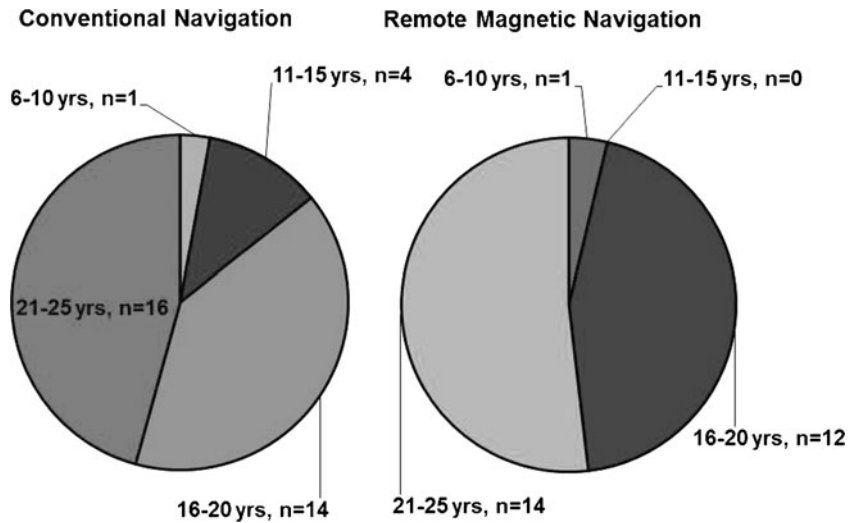 Conventional Navigation
6-10 yrs, n=1
11-15 yrs, n=4
21-25 yrs, n=16
16-20 yrs, n=14
Remote Magnetic Navigation
6-10 yrs, n=1
11-15 yrs, n=0
16-20 yrs, n=12
21-25 yrs, n=14